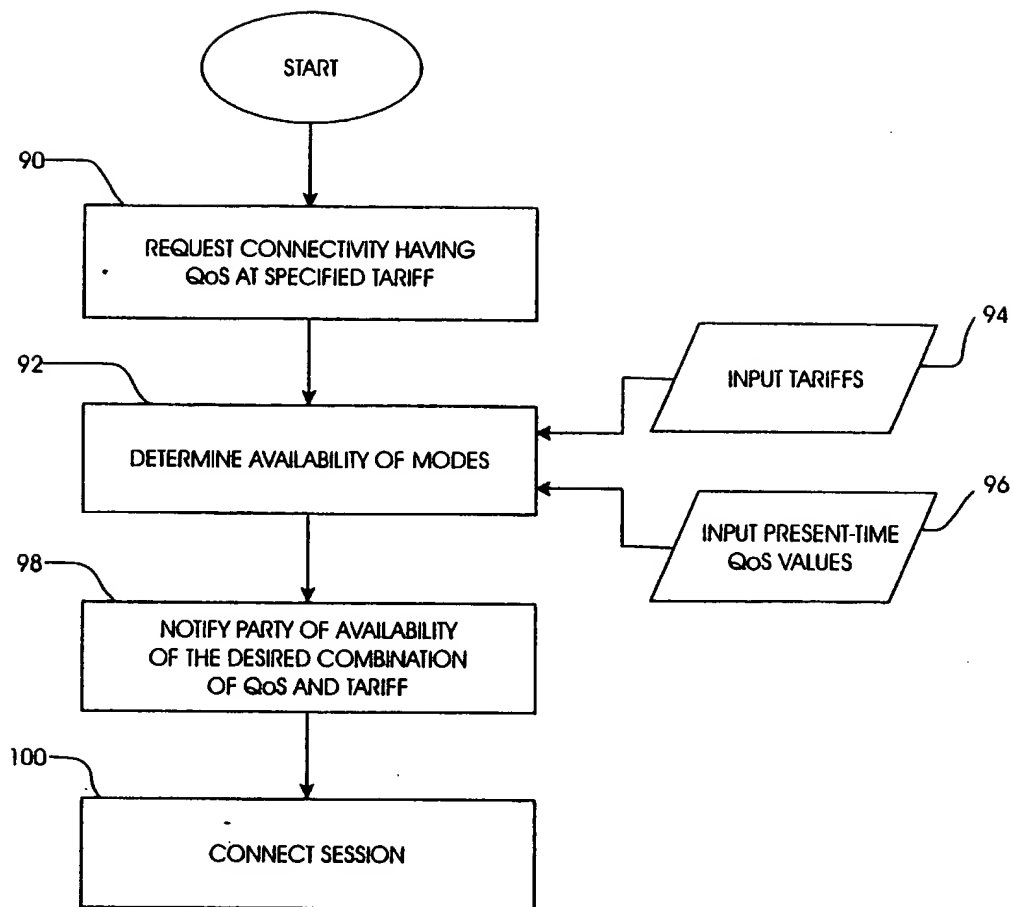 START
90
REQUEST CONNECTIVITY HAVING
QoS AT SPECIFIED TARIFF
92
DETERMINE AVAILABILITY OF MODES
94
INPUT TARIFFS
96
INPUT PRESENT-TIME
QoS VALUES
98
NOTIFY PARTY OF AVAILABILITY
OF THE DESIRED COMBINATION
OF QoS AND TARIFF
100
CONNECT SESSION